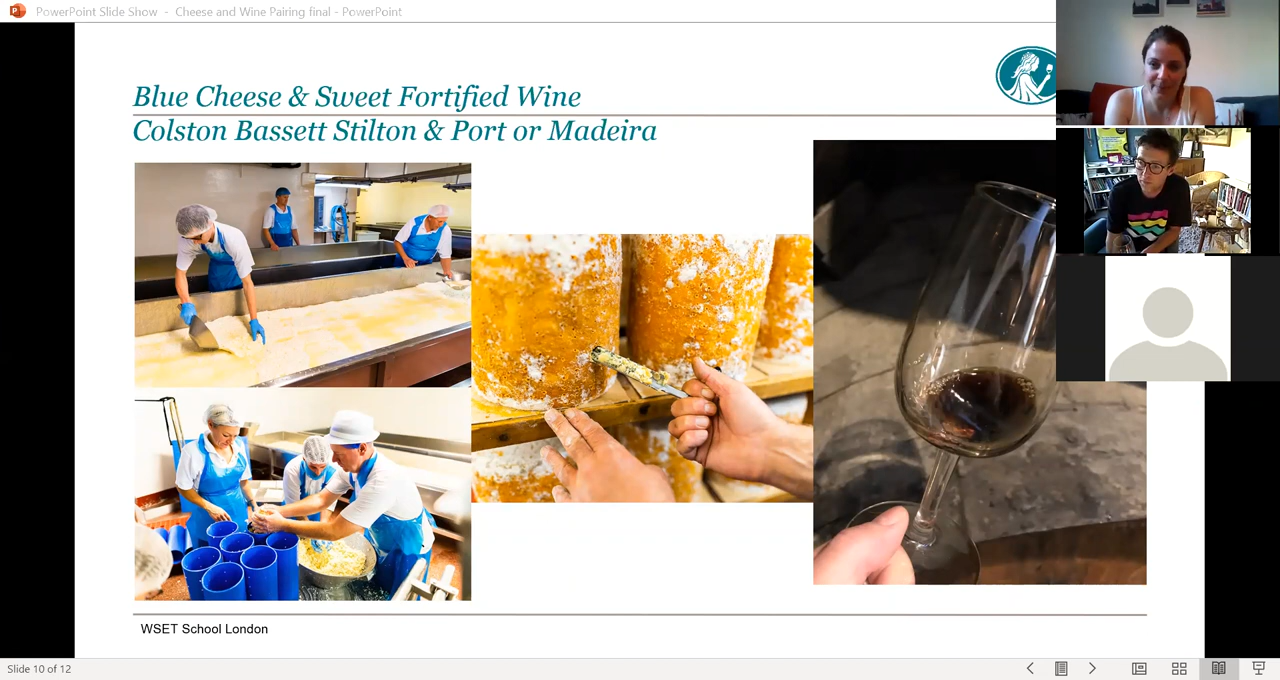 PowerPoint Slide Show - Cheese and Wine Pairing final - PowerPoint
Blue Cheese & Sweet Fortified Wine
Colston Bassett Stilton & Port or Madeira
WSET School London
Slide 10 of 12